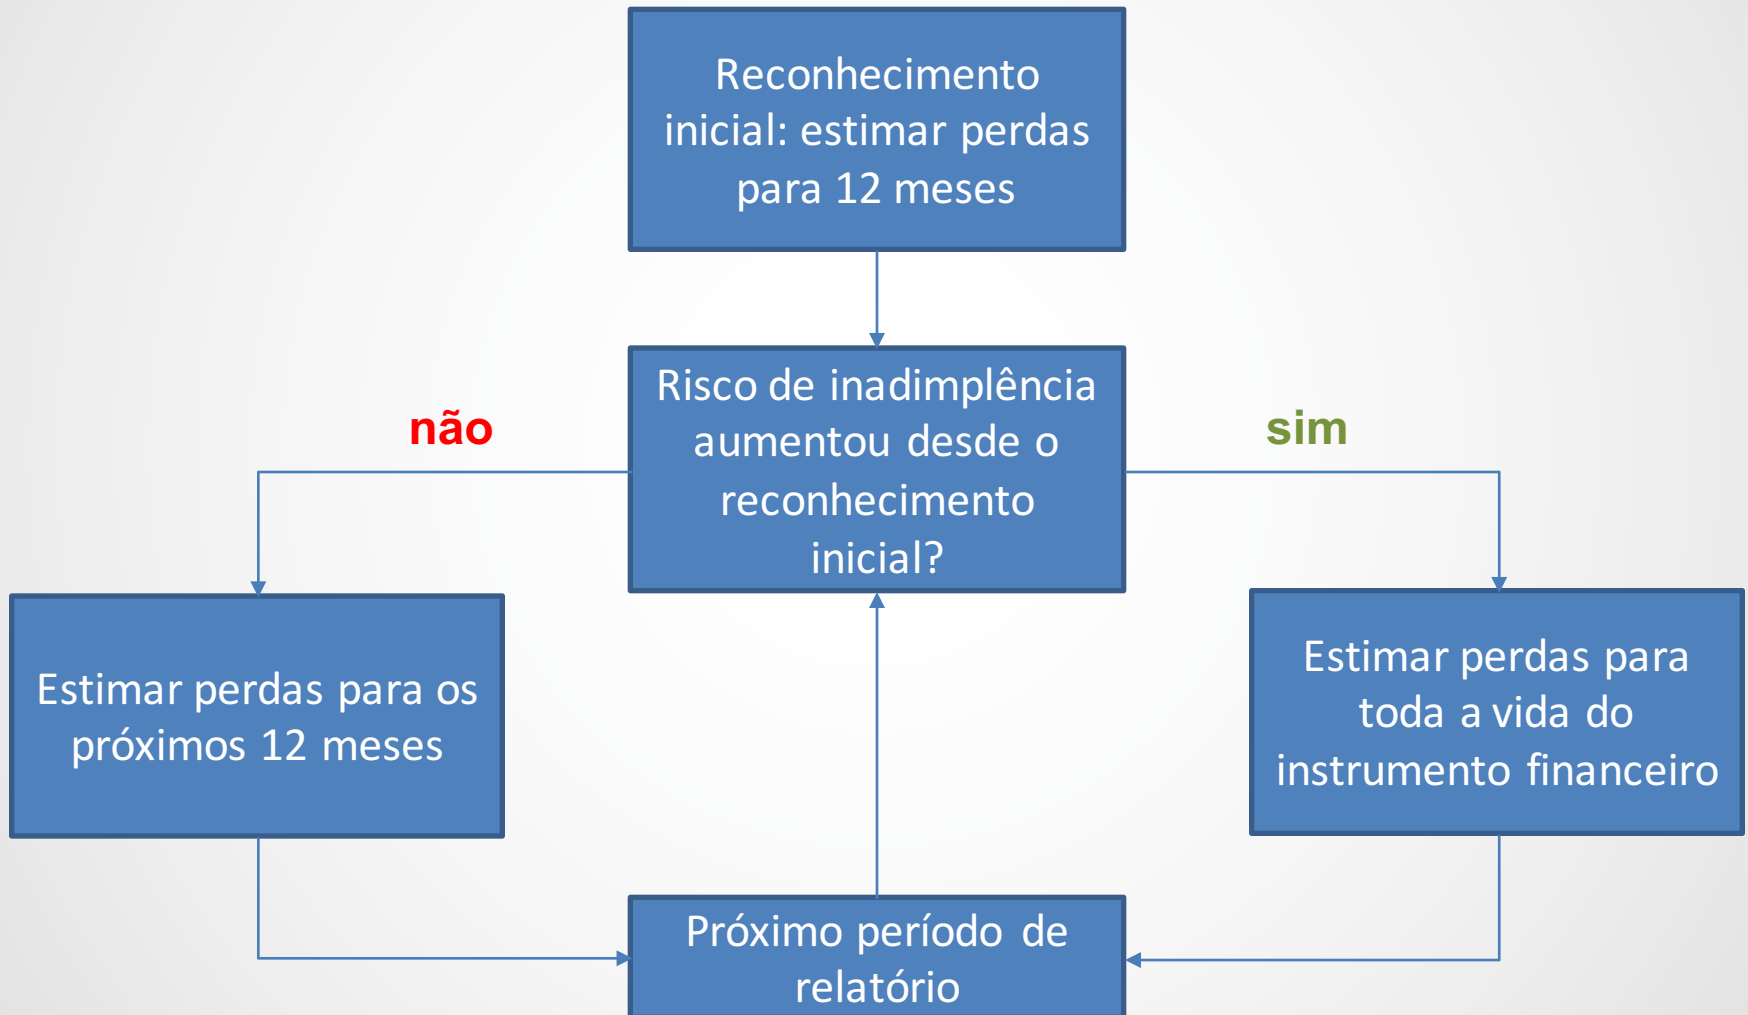 Reconhecimento
inicial: estimar perdas
para 12 meses
Risco de inadimplência
aumentou desde o
reconhecimento
inicial?
não
sim
Estimar perdas para os
próximos 12 meses
Estimar perdas para
toda a vida do
instrumento financeiro
Próximo período de
relatório